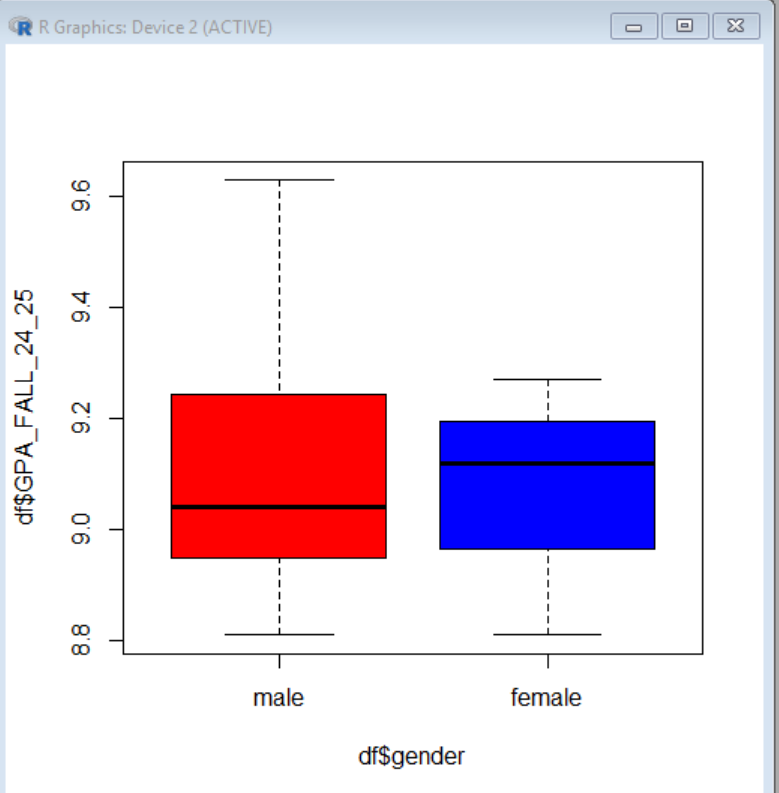 R Graphics: Device 2 (ACTIVE)
df$GPA_FALL_24_25
9.6
9.4
9.2
9.0
8.8
male female
df$gender